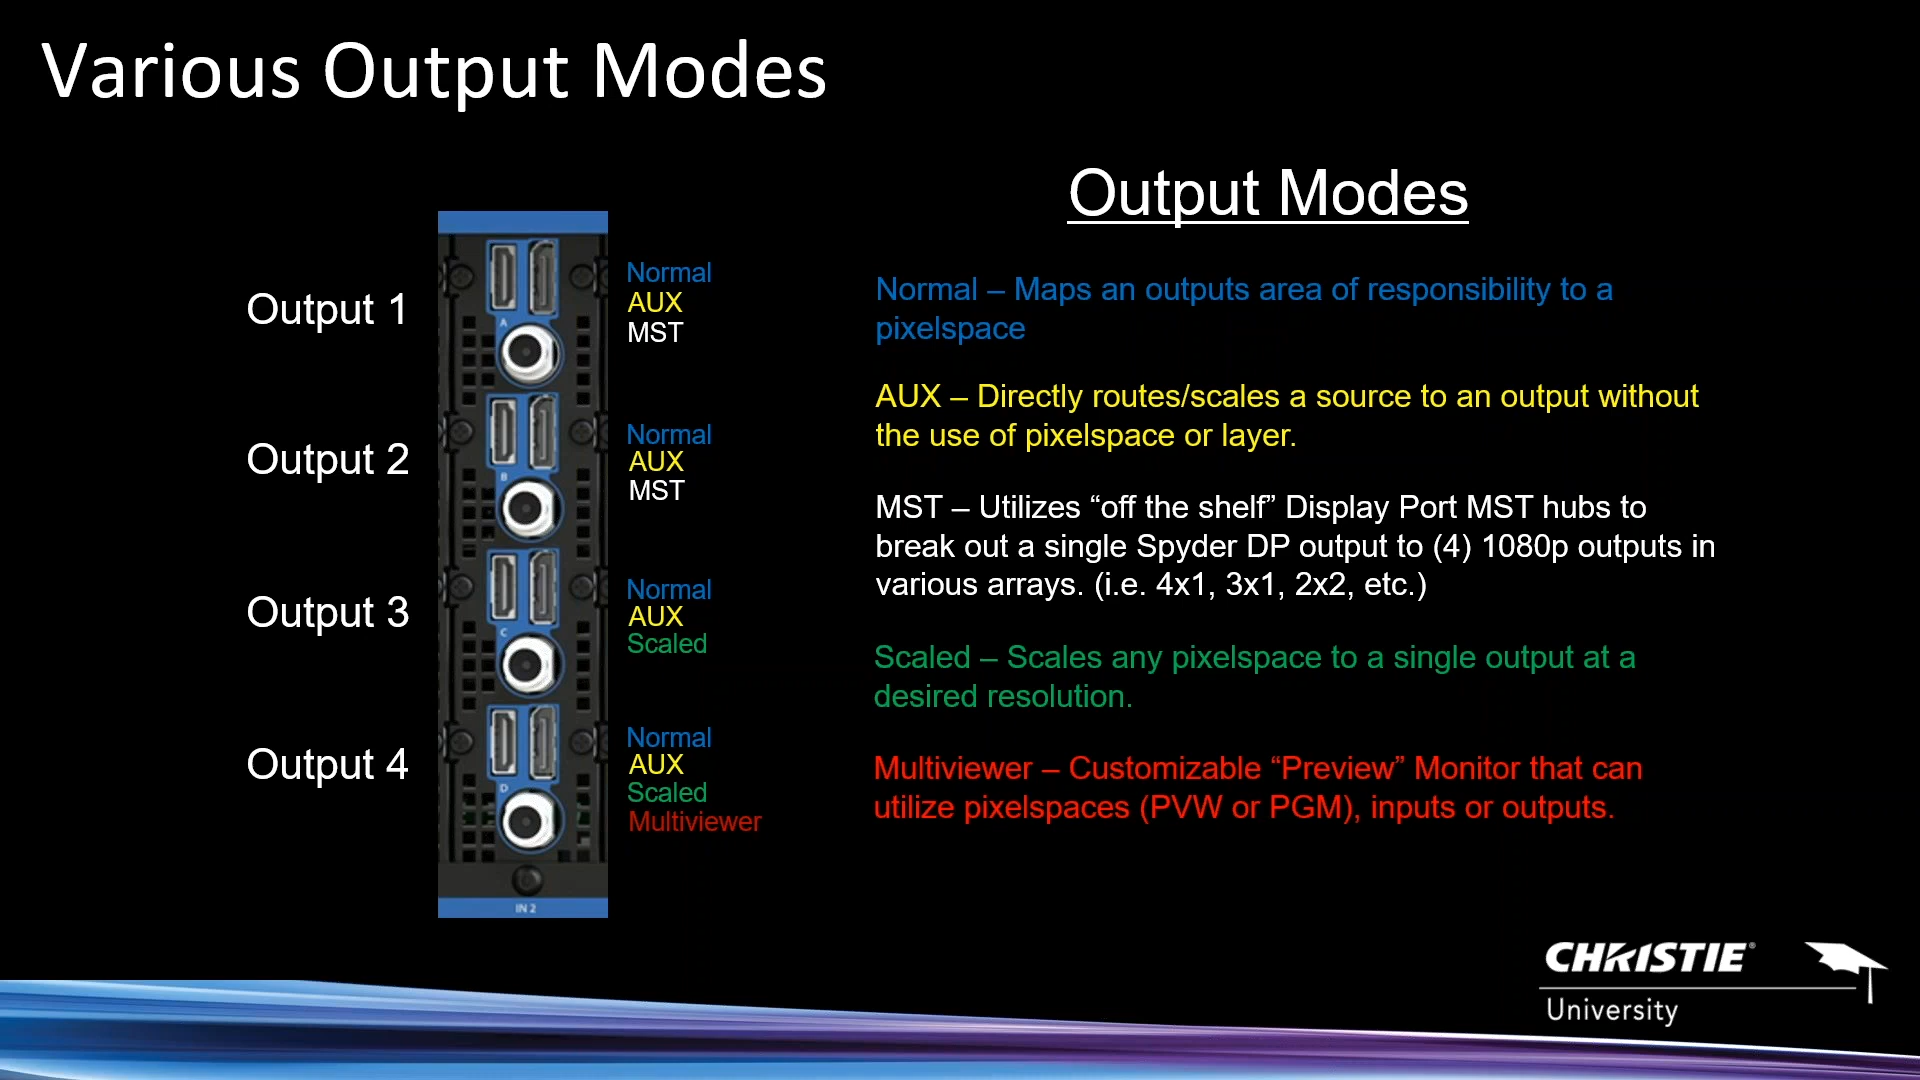 Various Output Modes
Output Modes
Output 1
Normal
AUX
MST
Output 2
Normal
AUX
MST
Output 3
Normal
AUX
Scaled
Output 4
Normal
AUX
Scaled
Multiviewer
A
B
C
D
IN 2
Normal – Maps an outputs area of responsibility to a
pixelspace
AUX – Directly routes/scales a source to an output without
the use of pixelspace or layer.
MST – Utilizes “off the shelf” Display Port MST hubs to
break out a single Spyder DP output to (4) 1080p outputs in
various arrays. (i.e. 4x1, 3x1, 2x2, etc.)
Scaled – Scales any pixelspace to a single output at a
desired resolution.
Multiviewer – Customizable “Preview” Monitor that can
utilize pixelspaces (PVW or PGM), inputs or outputs.
CHRISTIE®
University